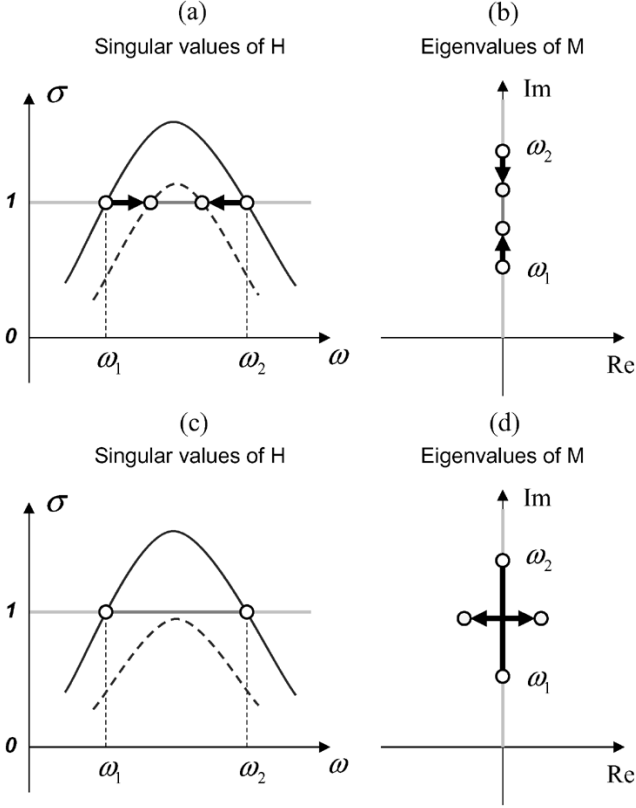 (a)
Singular values of H
σ
1
0
ω₁
ω₂
ω
(b)
Eigenvalues of M
Im
ω₂
ω₁
Re
(c)
Singular values of H
σ
1
0
ω₁
ω₂
ω
(d)
Eigenvalues of M
Im
ω₂
ω₁
Re